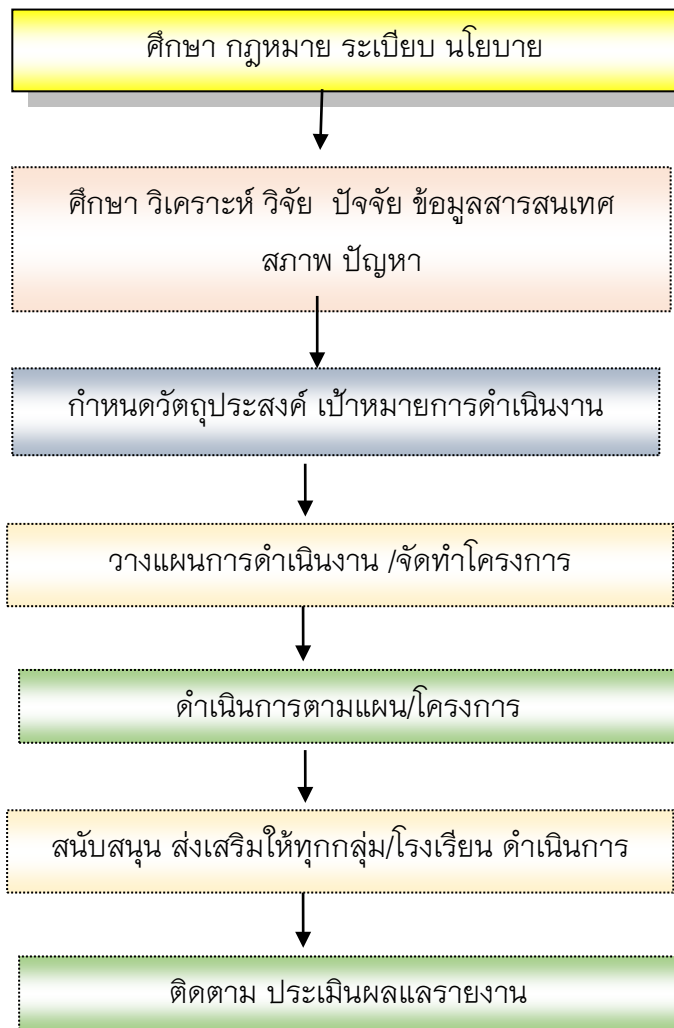 ศึกษา กฎหมาย ระเบียบ นโยบาย
ศึกษา วิเคราะห์ วิจัย ปัจจัย ข้อมูลสารสนเทศ
สภาพ ปัญหา
กำหนดวัตถุประสงค์ เป้าหมายการดำเนินงาน
วางแผนการดำเนินงาน /จัดทำโครงการ
ดำเนินการตามแผน/โครงการ
สนับสนุน ส่งเสริมให้ทุกกลุ่ม/โรงเรียน ดำเนินการ
ติดตาม ประเมินผลแลรายงาน